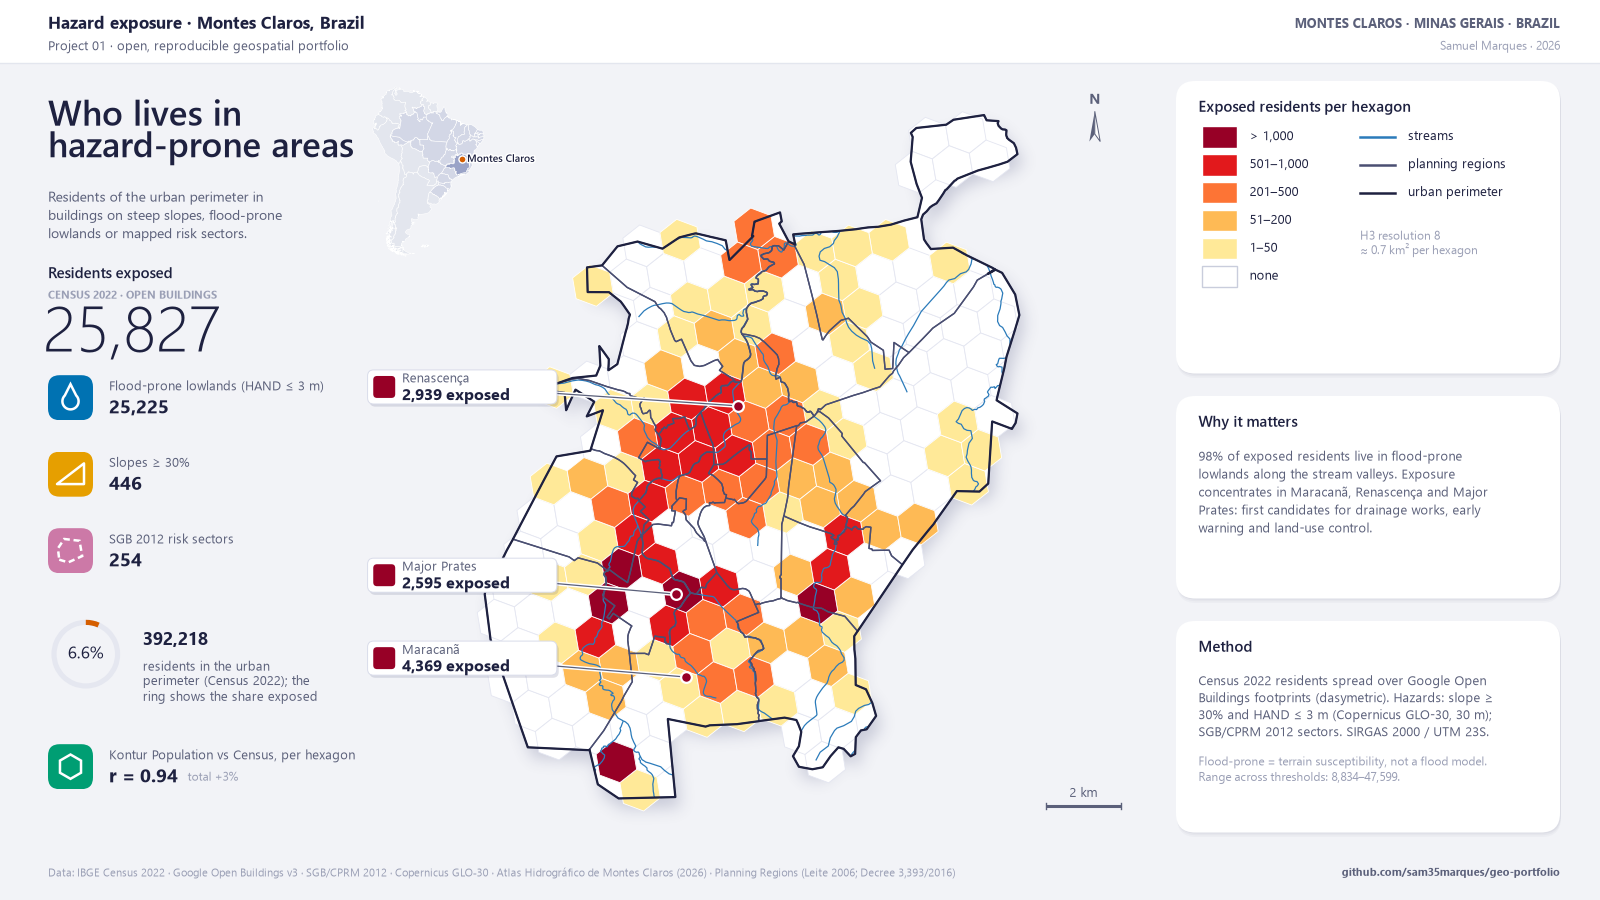 Hazard exposure · Montes Claros, Brazil
Project 01 · open, reproducible geospatial portfolio
MONTES CLAROS · MINAS GERAIS · BRAZIL
Samuel Marques · 2026
Who lives in
hazard-prone areas
Residents of the urban perimeter in
buildings on steep slopes, flood-prone
lowlands or mapped risk sectors.
Residents exposed
CENSUS 2022 · OPEN BUILDINGS
25,827
Flood-prone lowlands (HAND ≤ 3 m)
25,225
Slopes ≥ 30%
446
SGB 2012 risk sectors
254
6.6%
392,218
residents in the urban
perimeter (Census 2022); the
ring shows the share exposed
Kontur Population vs Census, per hexagon
r = 0.94 total +3%
Montes Claros
N
Renascença
2,939 exposed
Major Prates
2,595 exposed
Maracanã
4,369 exposed
2 km
Exposed residents per hexagon
> 1,000
501–1,000
201–500
51–200
1–50
none
streams
planning regions
urban perimeter
H3 resolution 8
≈ 0.7 km² per hexagon
Why it matters
98% of exposed residents live in flood-prone
lowlands along the stream valleys. Exposure
concentrates in Maracanã, Renascença and Major
Prates: first candidates for drainage works, early
warning and land-use control.
Method
Census 2022 residents spread over Google Open
Buildings footprints (dasymetric). Hazards: slope ≥
30% and HAND ≤ 3 m (Copernicus GLO-30, 30 m);
SGB/CPRM 2012 sectors. SIRGAS 2000 / UTM 23S.
Flood-prone = terrain susceptibility, not a flood model.
Range across thresholds: 8,834–47,599.
Data: IBGE Census 2022 · Google Open Buildings v3 · SGB/CPRM 2012 · Copernicus GLO-30 · Atlas Hidrográfico de Montes Claros (2026) · Planning Regions (Leite 2006; Decree 3,393/2016)
github.com/sam35marques/geo-portfolio